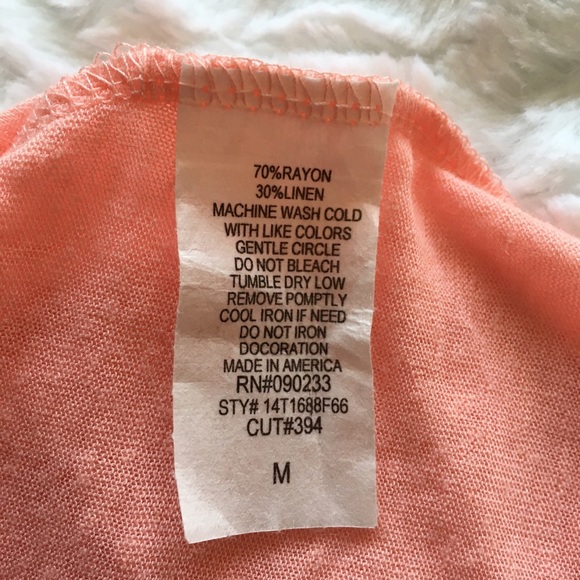 70%RAYON
30%LINEN
MACHINE WASH COLD
WITH LIKE COLORS
GENTLE CIRCLE
DO NOT BLEACH
TUMBLE DRY LOW
REMOVE POMPTLY
COOL IRON IF NEED
DO NOT IRON
DOCORATION
MADE IN AMERICA
RN#090233
STY# 14T1688F66
CUT#394
M